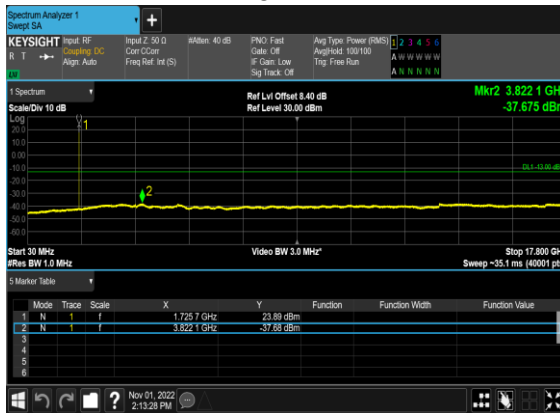 Spectrum Analyzer 1
Swept SA
+
KEYSIGHT Input: RF Input Z: 50 Ω #Atten: 40 dB PNO: Fast Avg Type: Power (RMS) 1 2 3 4 5 6
R T Coupling: DC Corr CCorr Gate: Off Avg|Hold: 100/100 A W W W W W
Align: Auto Freq Ref: Int (S) IF Gain: Low Trig: Free Run
Sig Track: Off A N N N N N
1 Spectrum Ref Lvl Offset 8.40 dB Mkr2 3.822 1 GH
Scale/Div 10 dB Ref Level 30.00 dBm -37.675 dBr
Log
20.0
1
10.0
0.00
-10.0
DL1 -13.00 dB
-20.0
-30.0
2
-40.0
-50.0
-60.0
Start 30 MHz Video BW 3.0 MHz* Stop 17.800 GH
#Res BW 1.0 MHz Sweep ~35.1 ms (40001 pt
5 Marker Table
Mode Trace Scale X Y Function Function Width Function Value
1 N 1 f 1.725 7 GHz 23.89 dBm
2 N 1 f 3.822 1 GHz -37.68 dBm
3
4
5
6
? Nov 01, 2022
2:13:28 PM